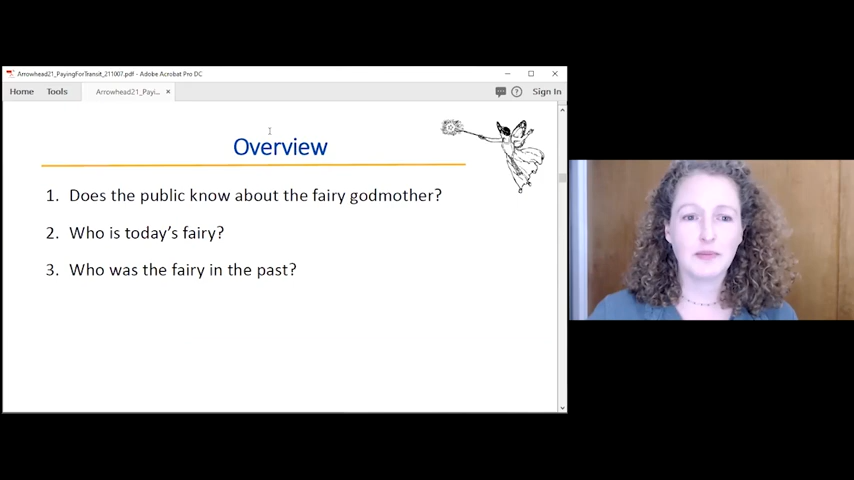 Arrowhead21_PayingForTransit_211007.pdf - Adobe Acrobat Pro DC
Home Tools Arrowhead21_Payi... × Sign In
Overview
1. Does the public know about the fairy godmother?
2. Who is today's fairy?
3. Who was the fairy in the past?